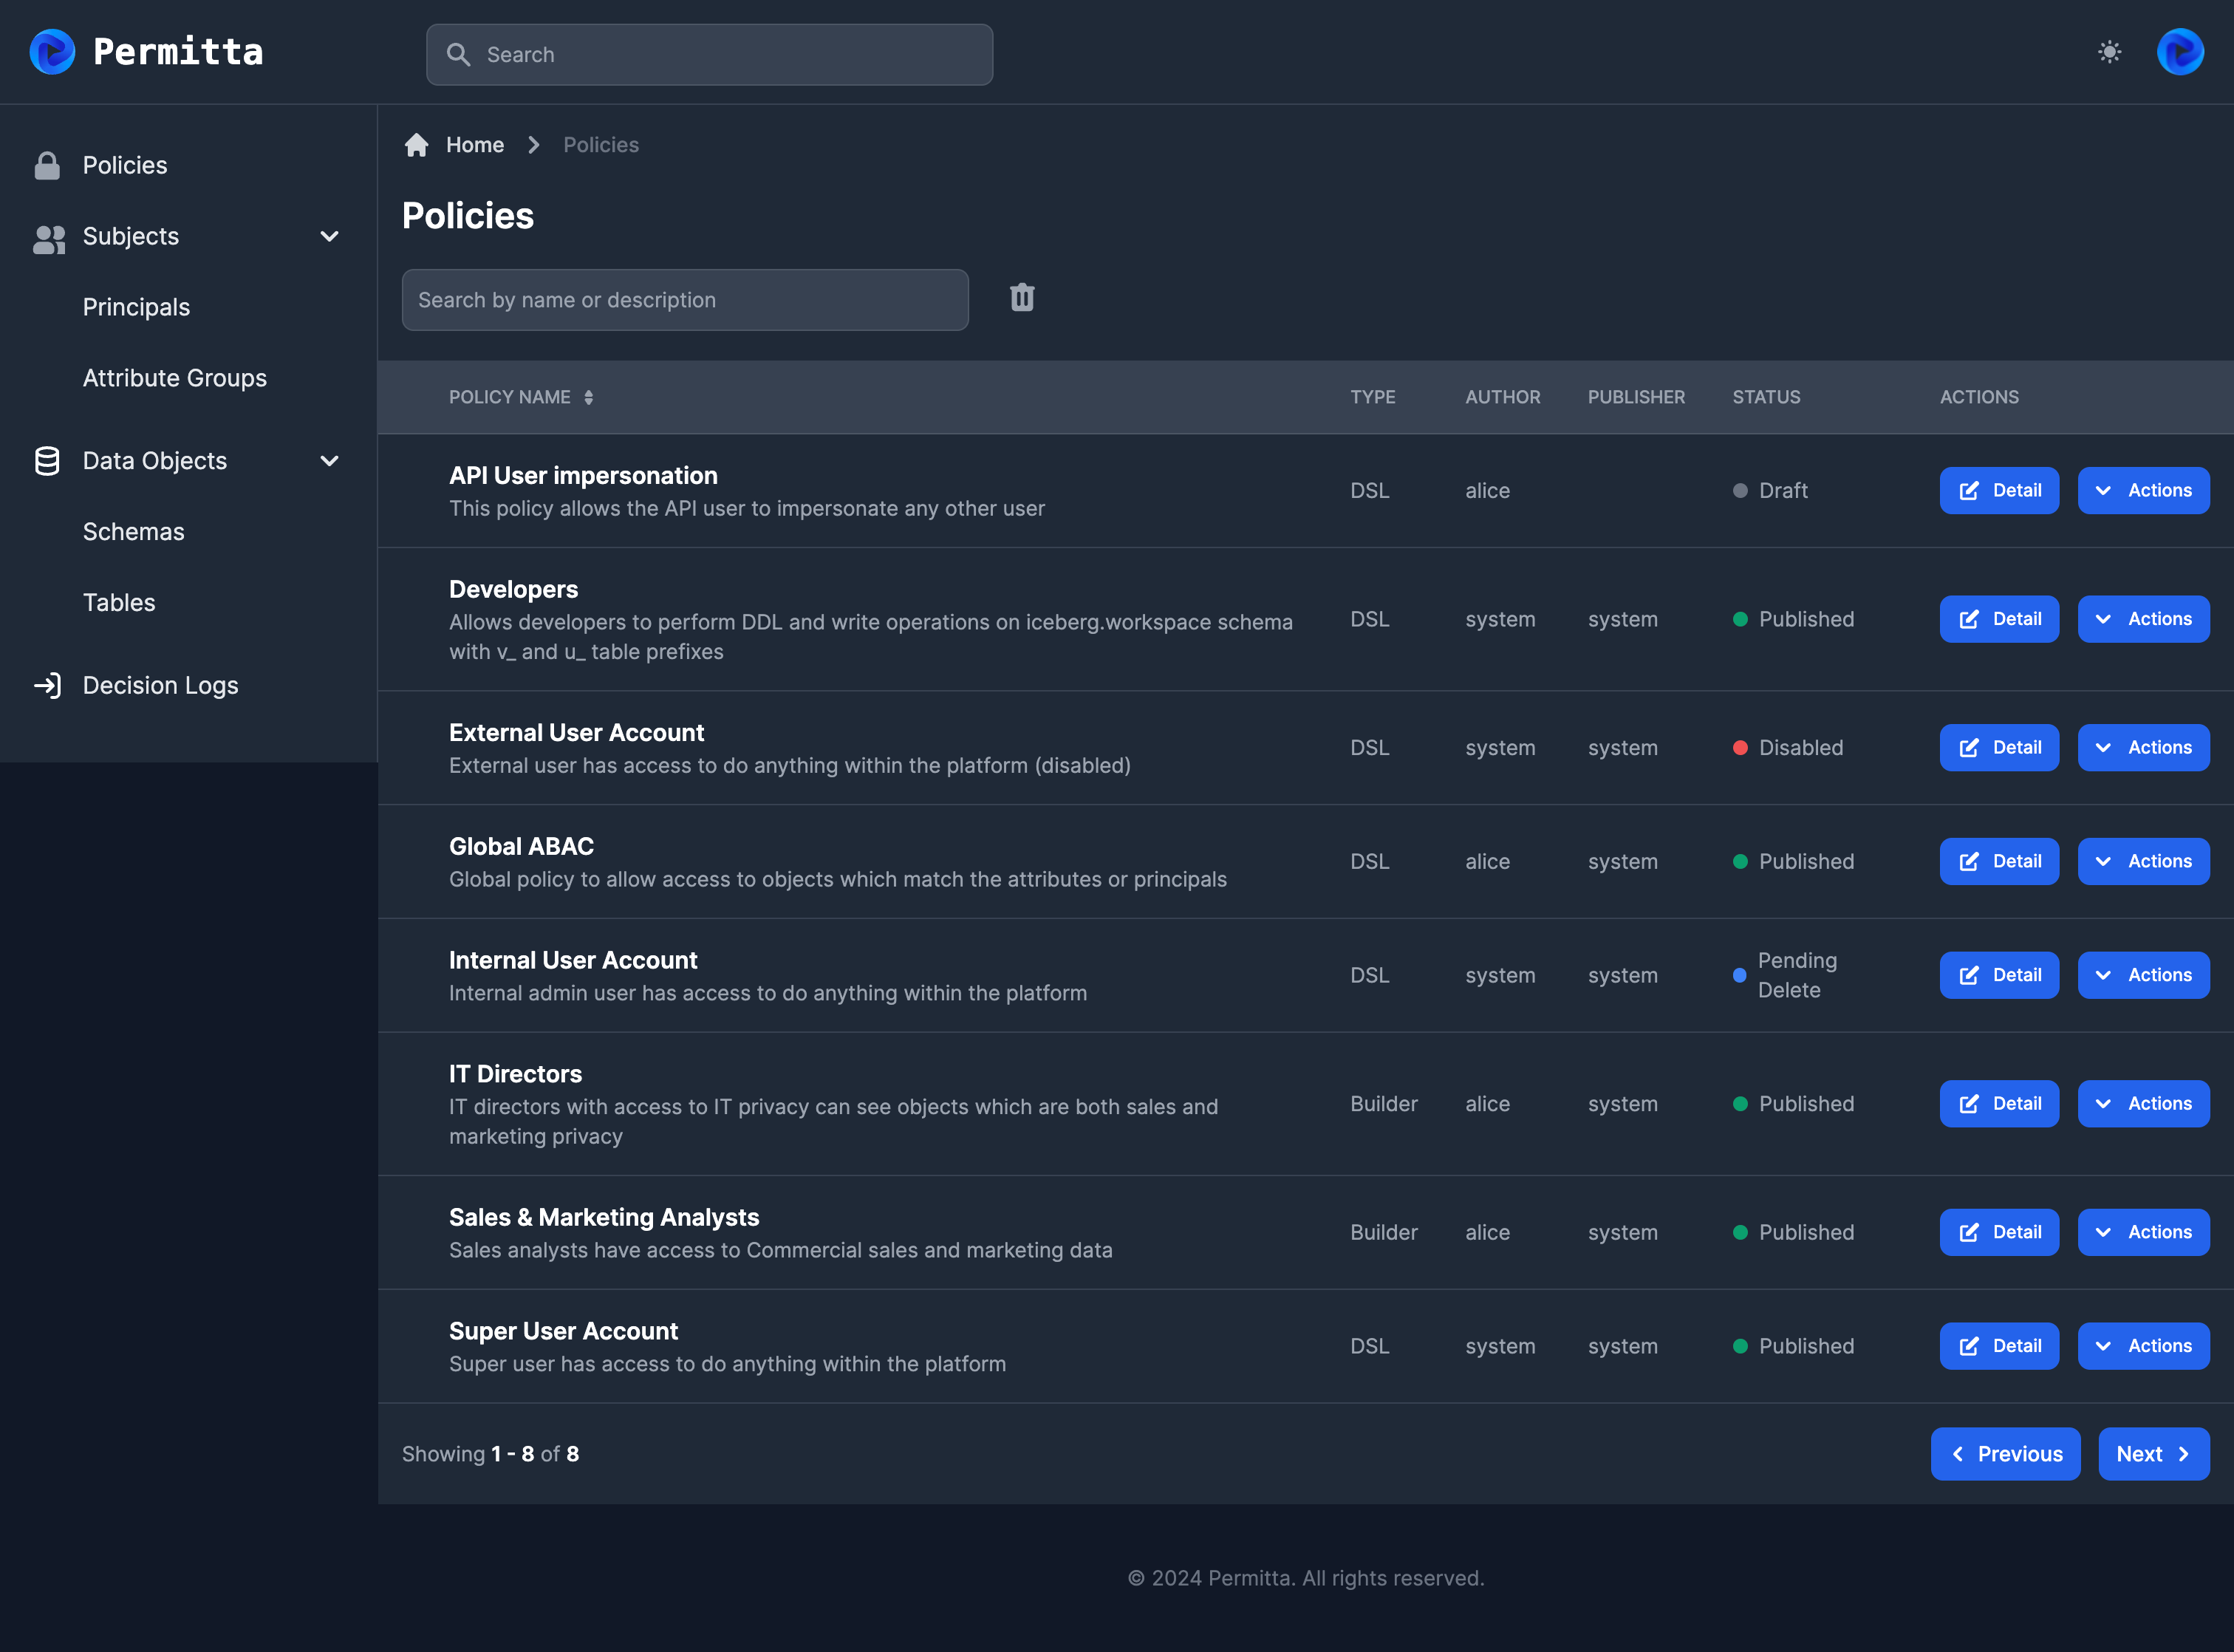 Permitta
Search
Policies
Subjects
Principals
Attribute Groups
Data Objects
Schemas
Tables
Decision Logs
Home
Policies
Policies
Search by name or description
POLICY NAME TYPE AUTHOR PUBLISHER STATUS ACTIONS
API User impersonation
This policy allows the API user to impersonate any other user
DSL alice Draft Detail Actions
Developers
Allows developers to perform DDL and write operations on iceberg.workspace schema
with v_ and u_ table prefixes
DSL system system Published Detail Actions
External User Account
External user has access to do anything within the platform (disabled)
DSL system system Disabled Detail Actions
Global ABAC
Global policy to allow access to objects which match the attributes or principals
DSL alice system Published Detail Actions
Internal User Account
Internal admin user has access to do anything within the platform
DSL system system Pending
Delete
Detail Actions
IT Directors
IT directors with access to IT privacy can see objects which are both sales and
marketing privacy
Builder alice system Published Detail Actions
Sales & Marketing Analysts
Sales analysts have access to Commercial sales and marketing data
Builder alice system Published Detail Actions
Super User Account
Super user has access to do anything within the platform
DSL system system Published Detail Actions
Showing 1 - 8 of 8
Previous Next
© 2024 Permitta. All rights reserved.